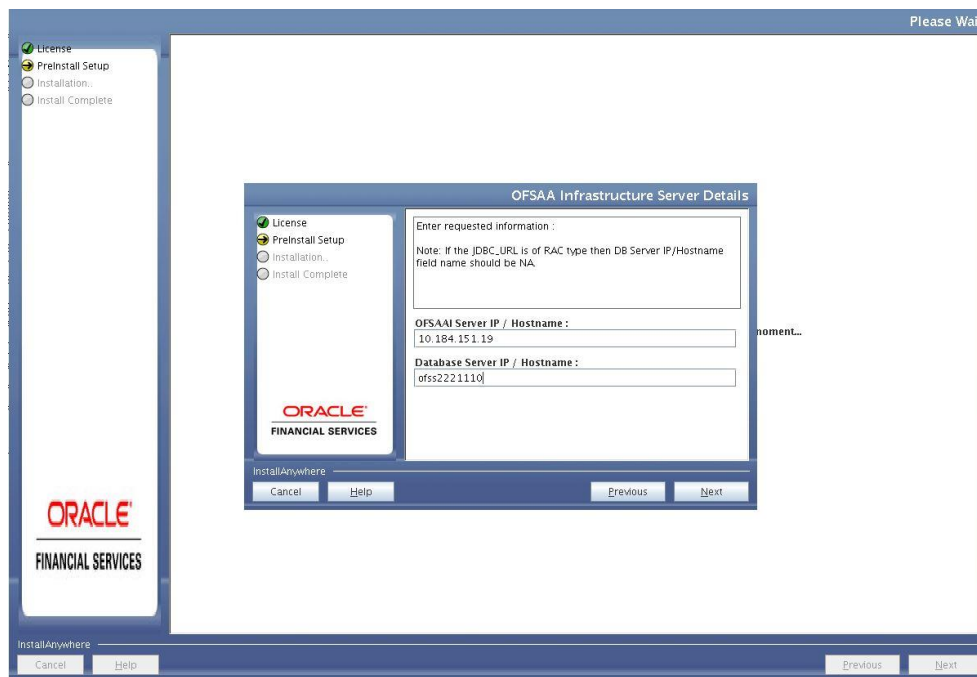 Please Wai
License
PreInstall Setup
Installation..
Install Complete
OFSAA Infrastructure Server Details
License
PreInstall Setup
Installation..
Install Complete
Enter requested information :
Note: If the JDBC_URL is of RAC type then DB Server IP/Hostname
field name should be NA.
OFSAAI Server IP / Hostname :
10.184.151.19
noment...
Database Server IP / Hostname :
ofss2221110
ORACLE
FINANCIAL SERVICES
InstallAnywhere
Cancel Help Previous Next
ORACLE
FINANCIAL SERVICES
InstallAnywhere
Cancel Help Previous Next